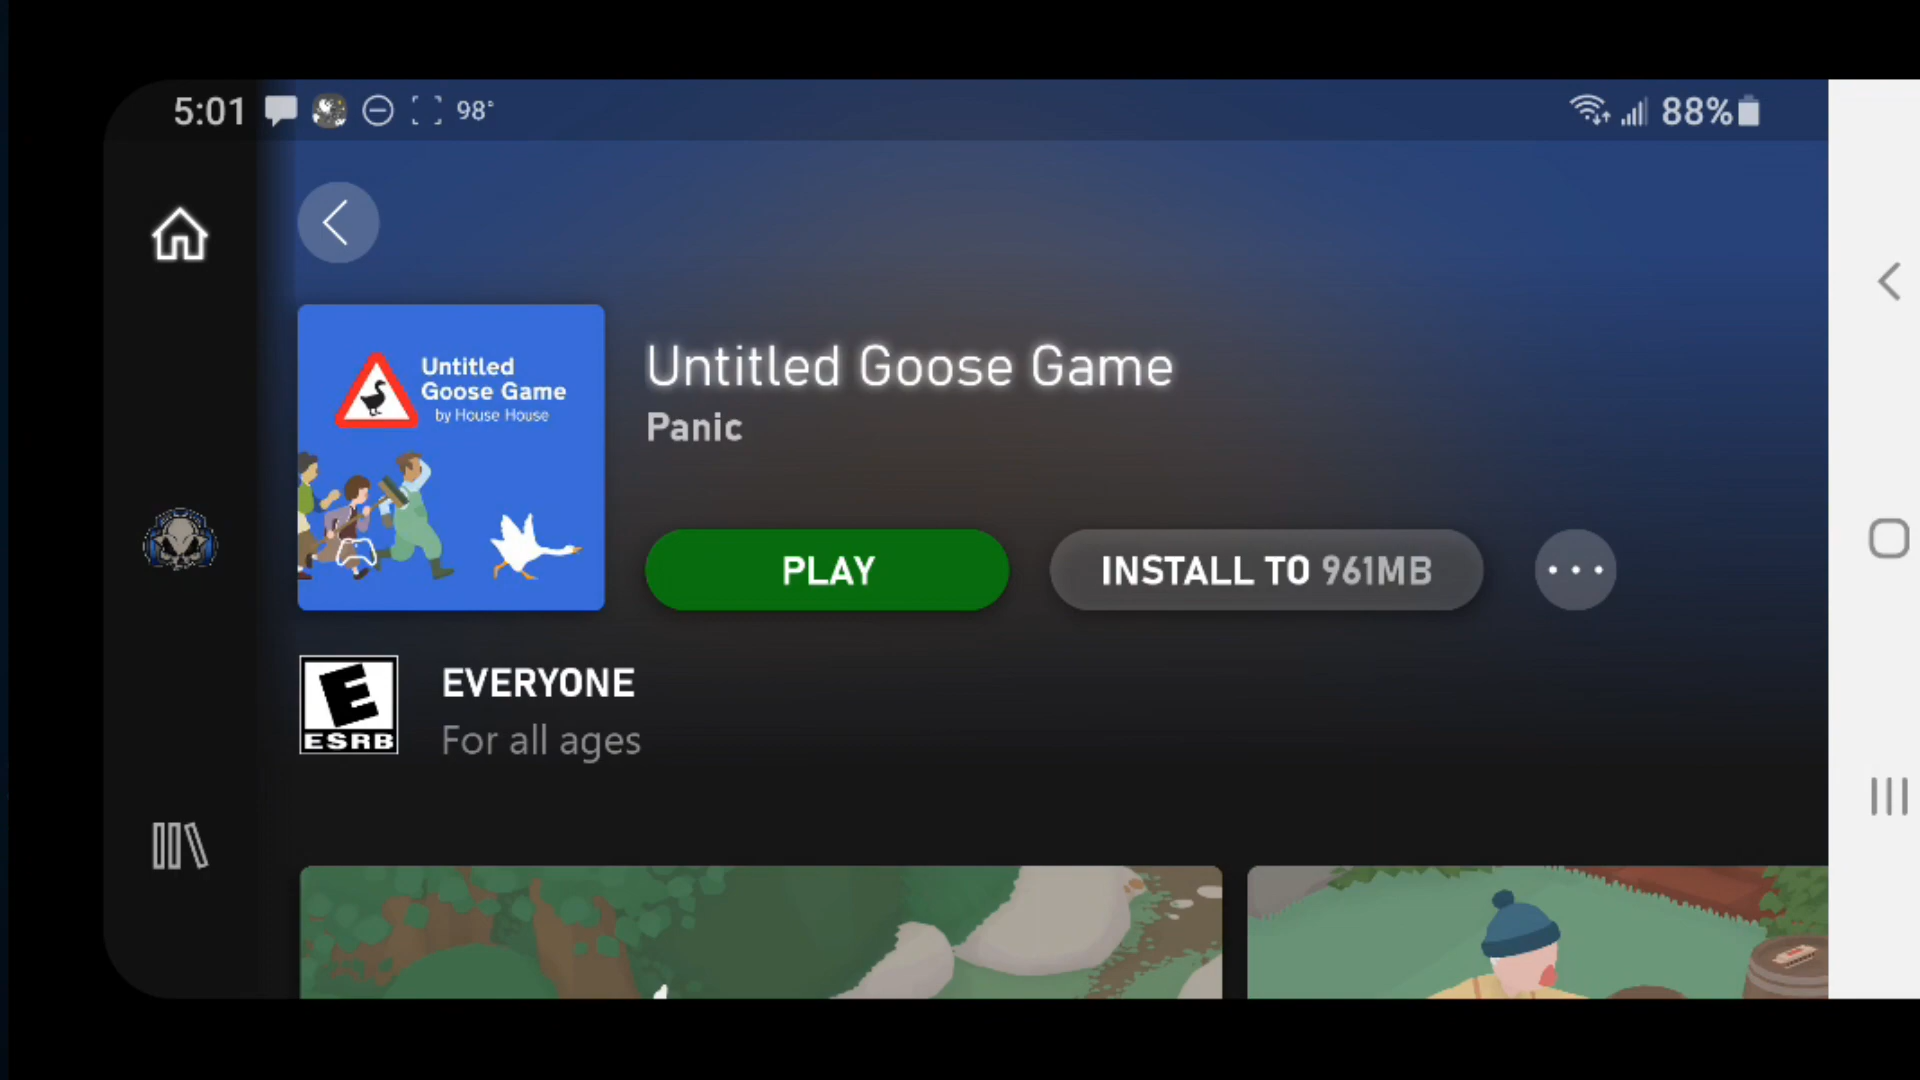 5:01 98° 88%
Untitled
Goose Game
by House House
Untitled Goose Game
Panic
PLAY
INSTALL TO 961MB
E
ESRB
EVERYONE
For all ages